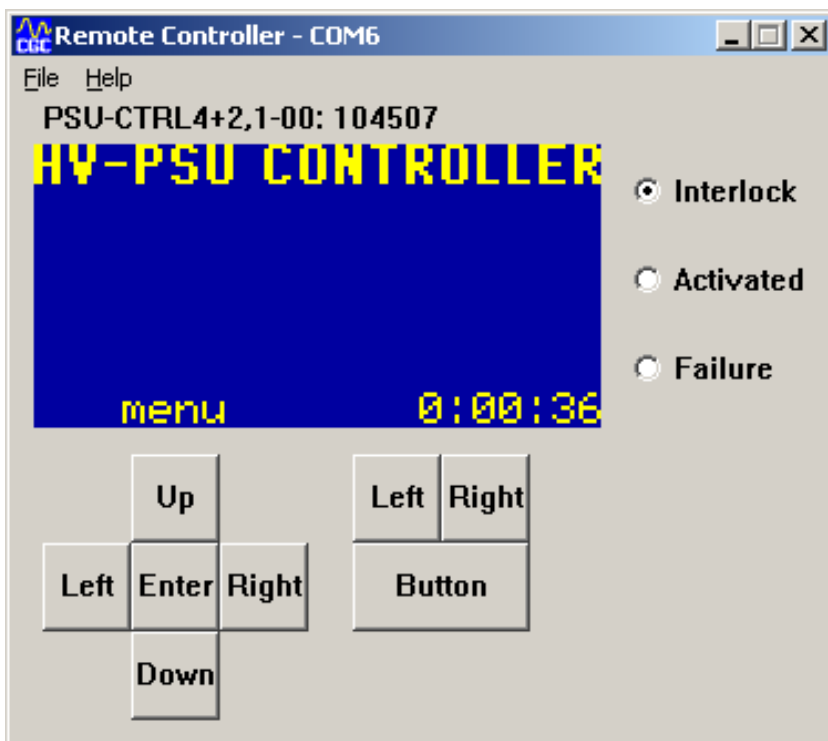 CGC Remote Controller - COM6
File Help
PSU-CTRL4+2,1-00: 104507
HV-PSU CONTROLLER
Interlock
Activated
Failure
menu 0:00:36
Up
Left Right
Left Enter Right
Button
Down